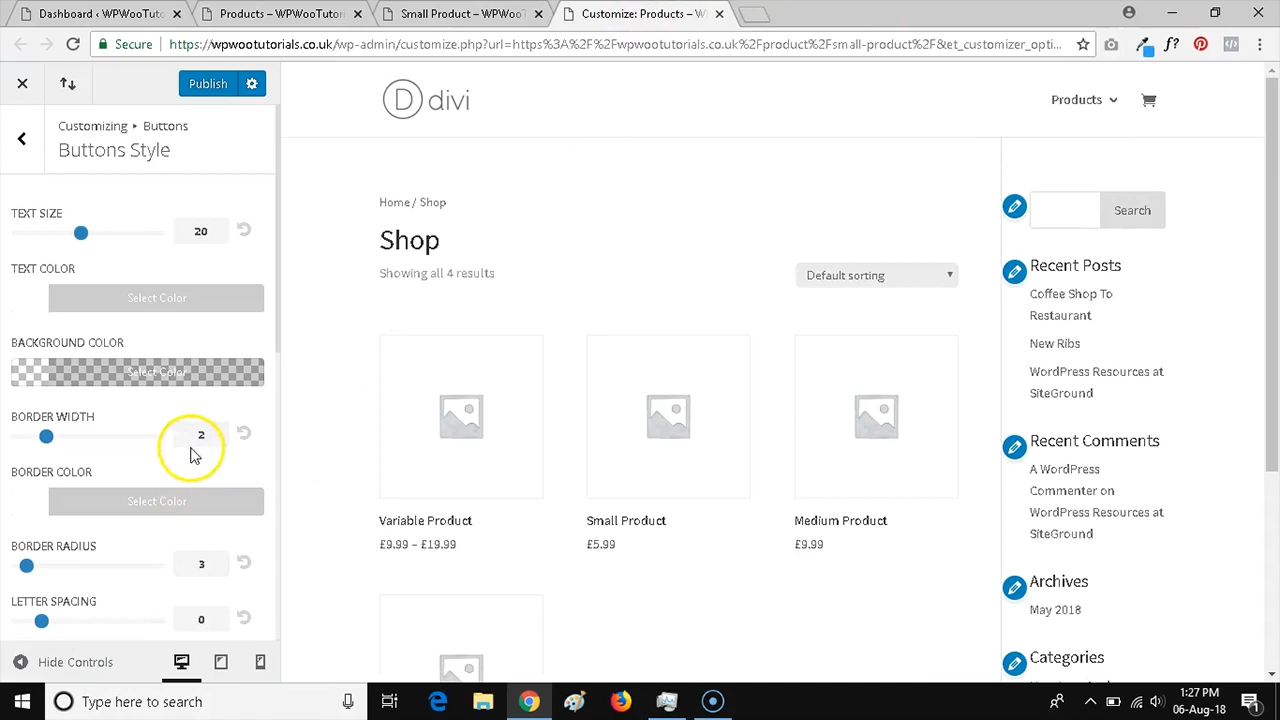 Dashboard ‹ WPWooTutori
Products – WPWooTutor
Small Product – WPWooT
Customize: Products – W
Secure
https://wpwootutorials.co.uk/wp-admin/customize.php?url=https%3A%2F%2Fwpwootutorials.co.uk%2Fproduct%2Fsmall-product%2F&et_customizer_opti...
f?
Publish
Customizing ▸ Buttons
Buttons Style
TEXT SIZE
20
TEXT COLOR
Select Color
BACKGROUND COLOR
Select Color
BORDER WIDTH
2
BORDER COLOR
Select Color
BORDER RADIUS
3
LETTER SPACING
0
Hide Controls
D divi
Products
Home / Shop
Shop
Showing all 4 results
Default sorting
Variable Product
£9.99 – £19.99
Small Product
£5.99
Medium Product
£9.99
Search
Recent Posts
Coffee Shop To
Restaurant
New Ribs
WordPress Resources at
SiteGround
Recent Comments
A WordPress
Commenter on
WordPress Resources at
SiteGround
Archives
May 2018
Categories
Type here to search
1:27 PM
06-Aug-18
1